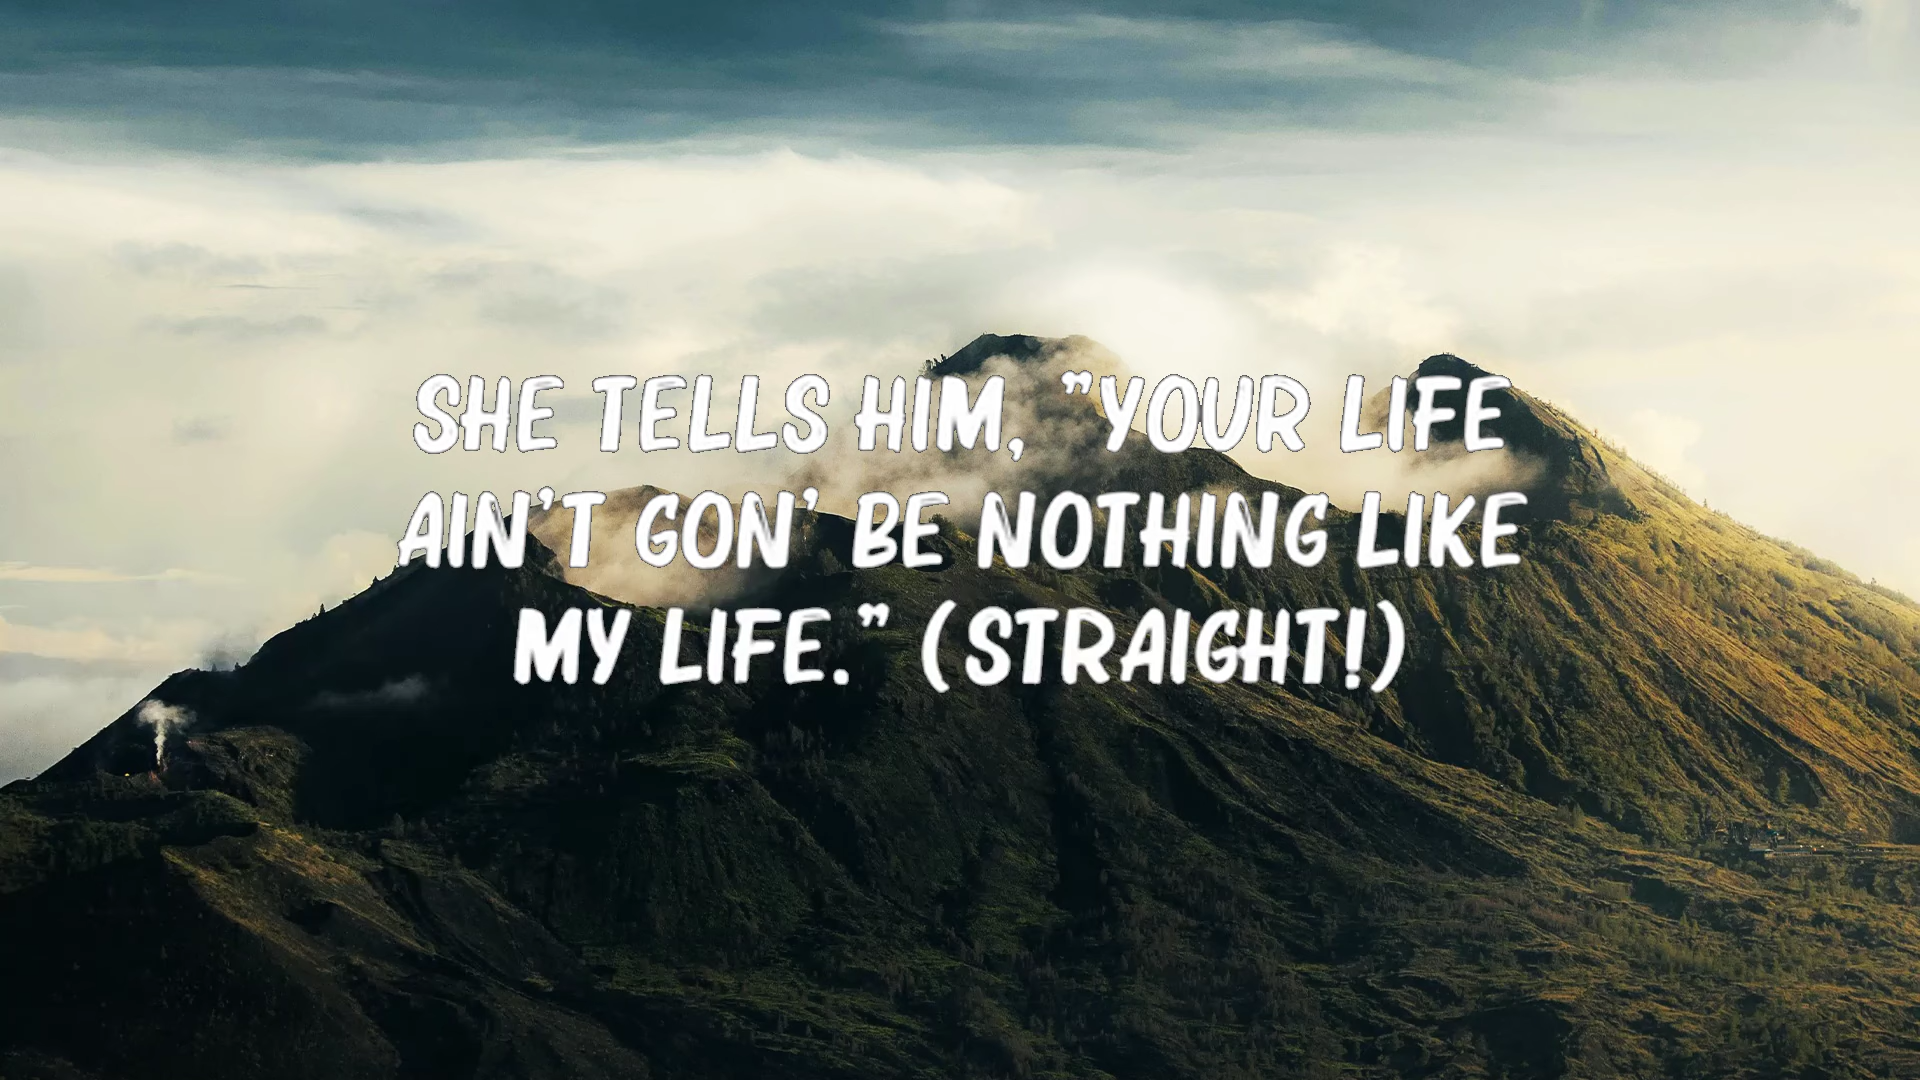 SHE TELLS HIM, "YOUR LIFE
AIN'T GON' BE NOTHING LIKE
MY LIFE." (STRAIGHT!)